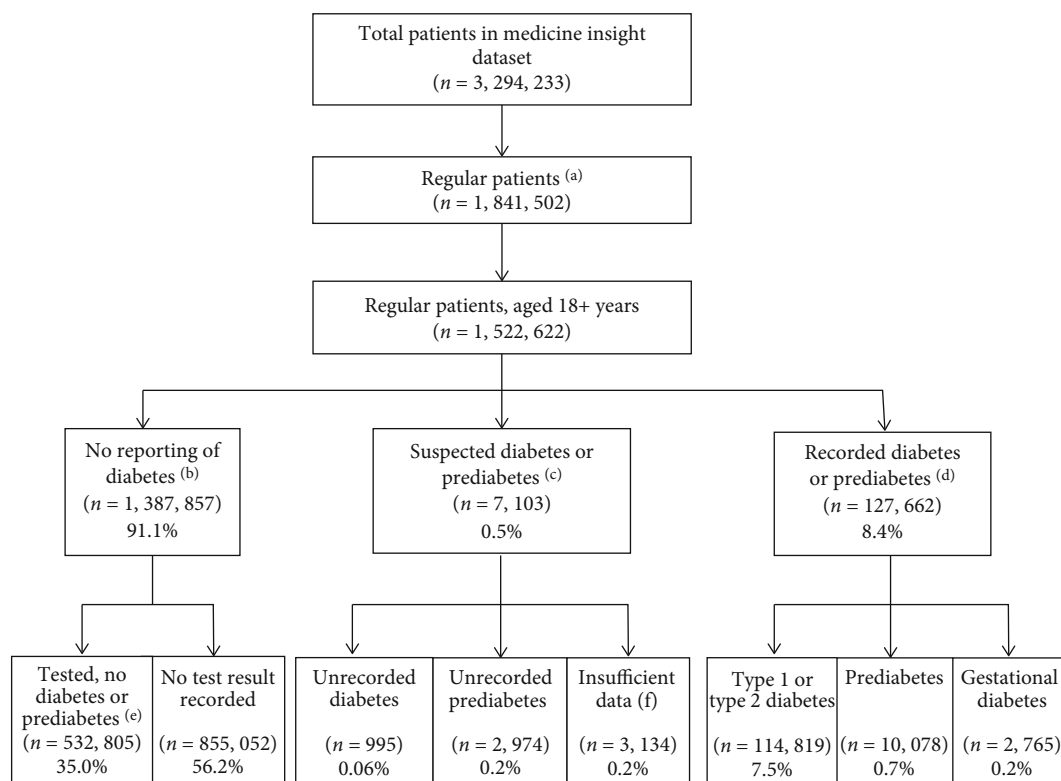 Total patients in medicine insight
dataset
(n = 3, 294, 233)
Regular patients (a)
(n = 1, 841, 502)
Regular patients, aged 18+ years
(n = 1, 522, 622)
No reporting of
diabetes (b)
(n = 1, 387, 857)
91.1%
Suspected diabetes or
prediabetes (c)
(n = 7, 103)
0.5%
Recorded diabetes
or prediabetes (d)
(n = 127, 662)
8.4%
Tested, no
diabetes or
prediabetes (e)
(n = 532, 805)
35.0%
No test result
recorded
(n = 855, 052)
56.2%
Unrecorded
diabetes
(n = 995)
0.06%
Unrecorded
prediabetes
(n = 2, 974)
0.2%
Insufficient
data (f)
(n = 3, 134)
0.2%
Type 1 or
type 2 diabetes
(n = 114, 819)
7.5%
Prediabetes
(n = 10, 078)
0.7%
Gestational
diabetes
(n = 2, 765)
0.2%